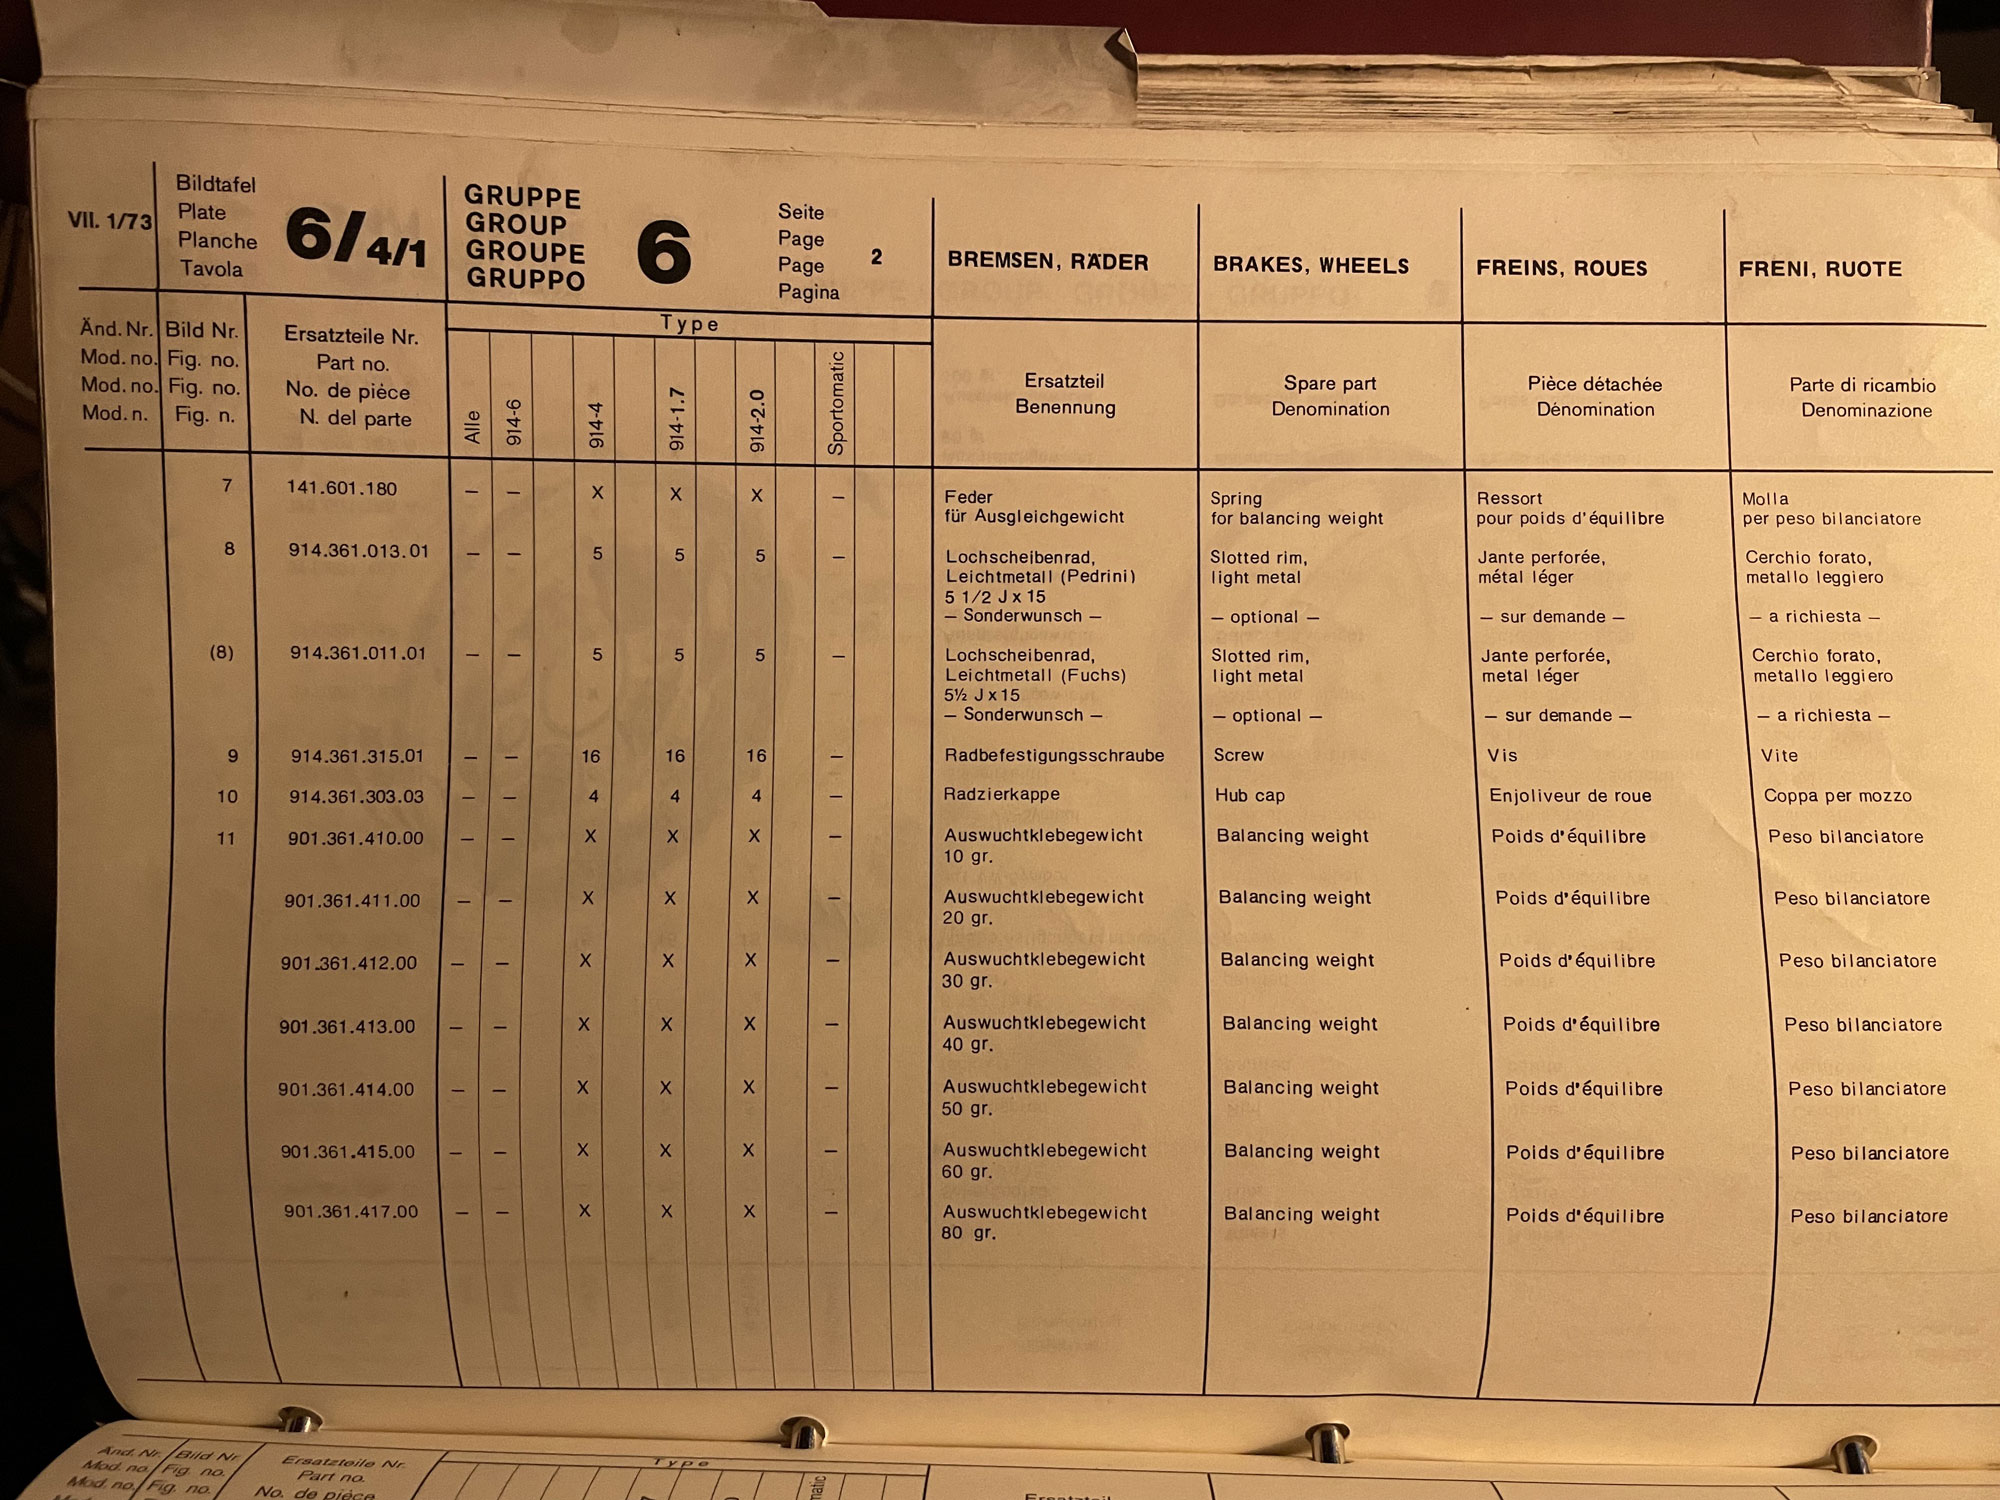 VII. 1/73
Bildtafel
Plate
Planche
Tavola
6/4/1
GRUPPE
GROUP
GROUPE
GRUPPO
6
Seite
Page
Page
Pagina
2
BREMSEN, RÄDER
BRAKES, WHEELS
FREINS, ROUES
FRENI, RUOTE
Änd. Nr.
Mod. no.
Mod. no.
Mod. n.
Bild Nr.
Fig. no.
Fig. no.
Fig. n.
Ersatzteile Nr.
Part no.
No. de pièce
N. del parte
Type
Alle
914-6
914-4
914-1.7
914-2.0
Sportomatic
Ersatzteil
Benennung
Spare part
Denomination
Pièce détachée
Dénomination
Parte di ricambio
Denominazione
7 141.601.180 – – X X X – Feder Spring Ressort Molla
für Ausgleichgewicht for balancing weight pour poids d'équilibre per peso bilanciatore
8 914.361.013.01 – – 5 5 5 – Lochscheibenrad, Slotted rim, Jante perforée, Cerchio forato,
Leichtmetall (Pedrini) light metal métal léger metallo leggiero
5 1/2 J x 15
– Sonderwunsch – – optional – – sur demande – – a richiesta –
(8) 914.361.011.01 – – 5 5 5 – Lochscheibenrad, Slotted rim, Jante perforée, Cerchio forato,
Leichtmetall (Fuchs) light metal metal léger metallo leggiero
5½ J x 15
– Sonderwunsch – – optional – – sur demande – – a richiesta –
9 914.361.315.01 – – 16 16 16 – Radbefestigungsschraube Screw Vis Vite
10 914.361.303.03 – – 4 4 4 – Radzierkappe Hub cap Enjoliveur de roue Coppa per mozzo
11 901.361.410.00 – – X X X – Auswuchtklebegewicht Balancing weight Poids d'équilibre Peso bilanciatore
10 gr.
901.361.411.00 – – X X X – Auswuchtklebegewicht Balancing weight Poids d'équilibre Peso bilanciatore
20 gr.
901.361.412.00 – – X X X – Auswuchtklebegewicht Balancing weight Poids d'équilibre Peso bilanciatore
30 gr.
901.361.413.00 – – X X X – Auswuchtklebegewicht Balancing weight Poids d'équilibre Peso bilanciatore
40 gr.
901.361.414.00 – – X X X – Auswuchtklebegewicht Balancing weight Poids d'équilibre Peso bilanciatore
50 gr.
901.361.415.00 – – X X X – Auswuchtklebegewicht Balancing weight Poids d'équilibre Peso bilanciatore
60 gr.
901.361.417.00 – – X X X – Auswuchtklebegewicht Balancing weight Poids d'équilibre Peso bilanciatore
80 gr.
Änd. Nr.
Mod. no.
Mod. no.
Bild Nr.
Fig. no.
Fig. no.
Ersatzteile Nr.
Part no.
No. de pièce
Type